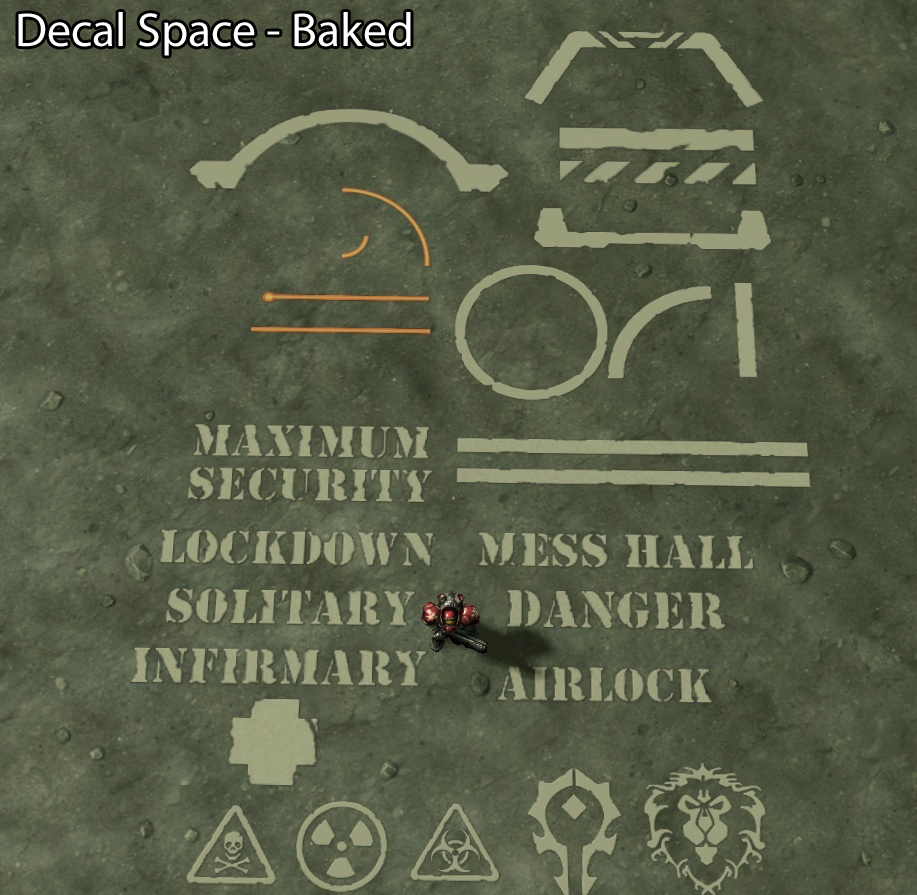 Decal Space - Baked
MAXIMUM
SECURITY
LOCKDOWN
MESS HALL
SOLITARY
DANGER
INFIRMARY
AIRLOCK